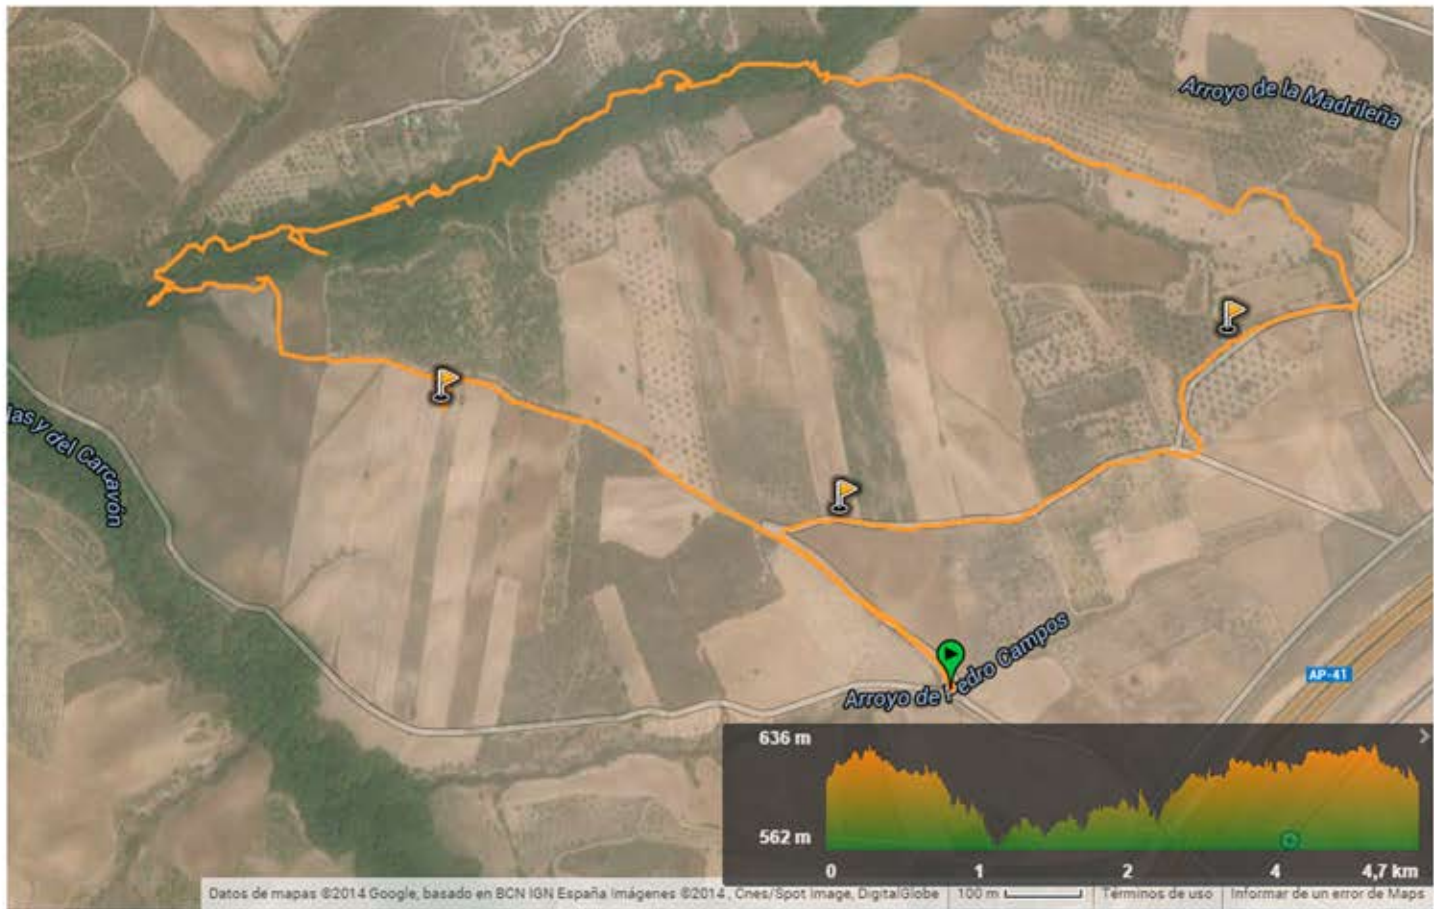 Arroyo de la Madrileña
las y del Carcavón
Arroyo de Pedro Campos
AP-41
636 m
562 m
0 1 2 4 4,7 km
Datos de mapas ©2014 Google, basado en BCN IGN España Imágenes ©2014 , Cnes/Spot Image, DigitalGlobe 100 m Términos de uso Informar de un error de Maps